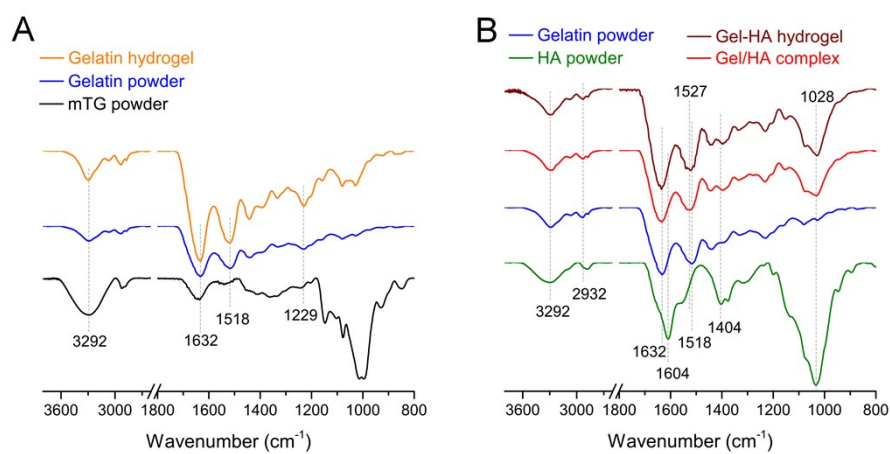 A
Gelatin hydrogel
Gelatin powder
mTG powder
3292
1632
1518
1229
3600
3000
1800
1600
1400
1200
1000
800
Wavenumber (cm⁻¹)
B
Gelatin powder
HA powder
Gel-HA hydrogel
Gel/HA complex
1527
1028
3292
2932
1632
1604
1518
1404
3600
3000
1800
1600
1400
1200
1000
800
Wavenumber (cm⁻¹)